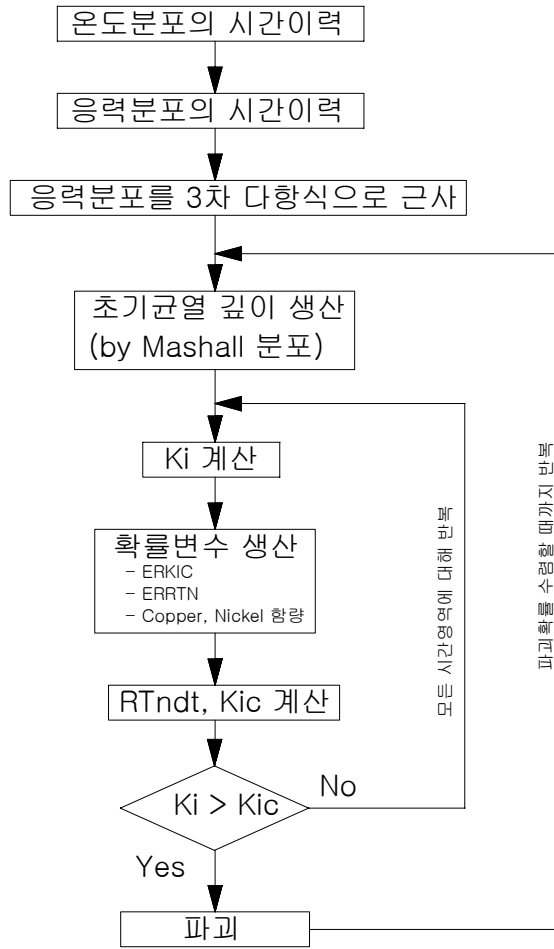 온도분포의 시간이력
응력분포의 시간이력
응력분포를 3차 다항식으로 근사
초기균열 깊이 생산
(by Mashall 분포)
Ki 계산
확률변수 생산
- ERKIC
- ERRTN
- Copper, Nickel 함량
RTndt, Kic 계산
Ki > Kic
No
Yes
파괴
모든 시간영역에 대해 반복
파괴확률 수렴할 때까지 반복